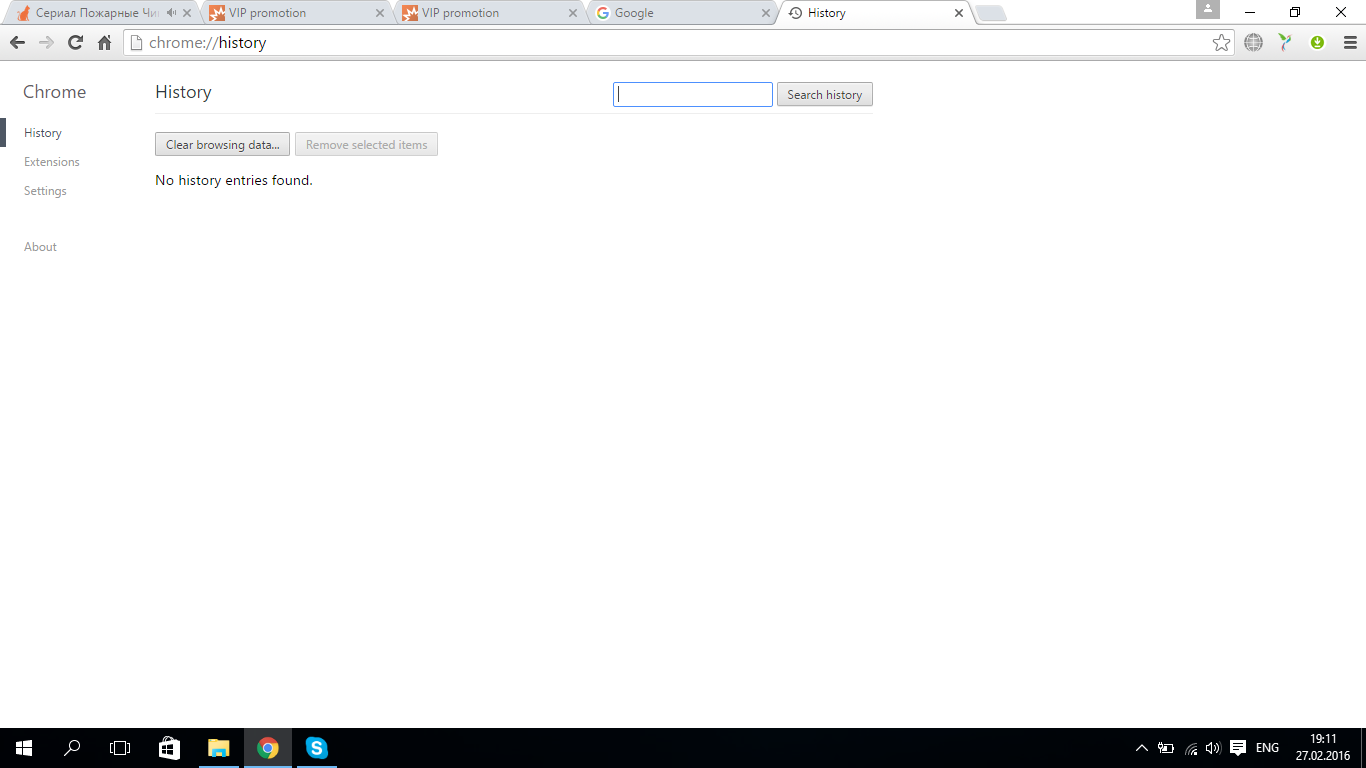 Сериал Пожарные Чи
VIP promotion
VIP promotion
Google
History
chrome://history
Chrome
History
Search history
History
Extensions
Settings
About
Clear browsing data...
Remove selected items
No history entries found.
ENG
19:11
27.02.2016